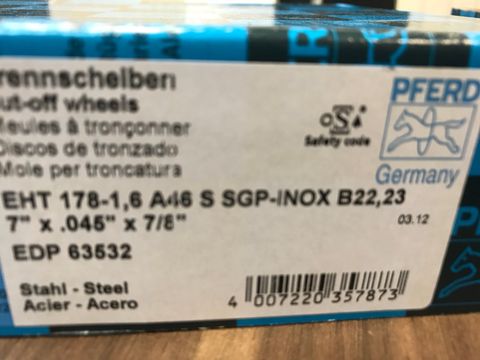 rennscheiben
ut-off wheels
Meules à tronçonner
Discos de tronzado
Mole per troncatura
oSa
Safety code
PFERD
Germany
EHT 178-1,6 A46 S SGP-INOX B22,23
7" x .045" x 7/8"
03.12
EDP 63532
Stahl - Steel
Acier - Acero
4 007220 357873
PF